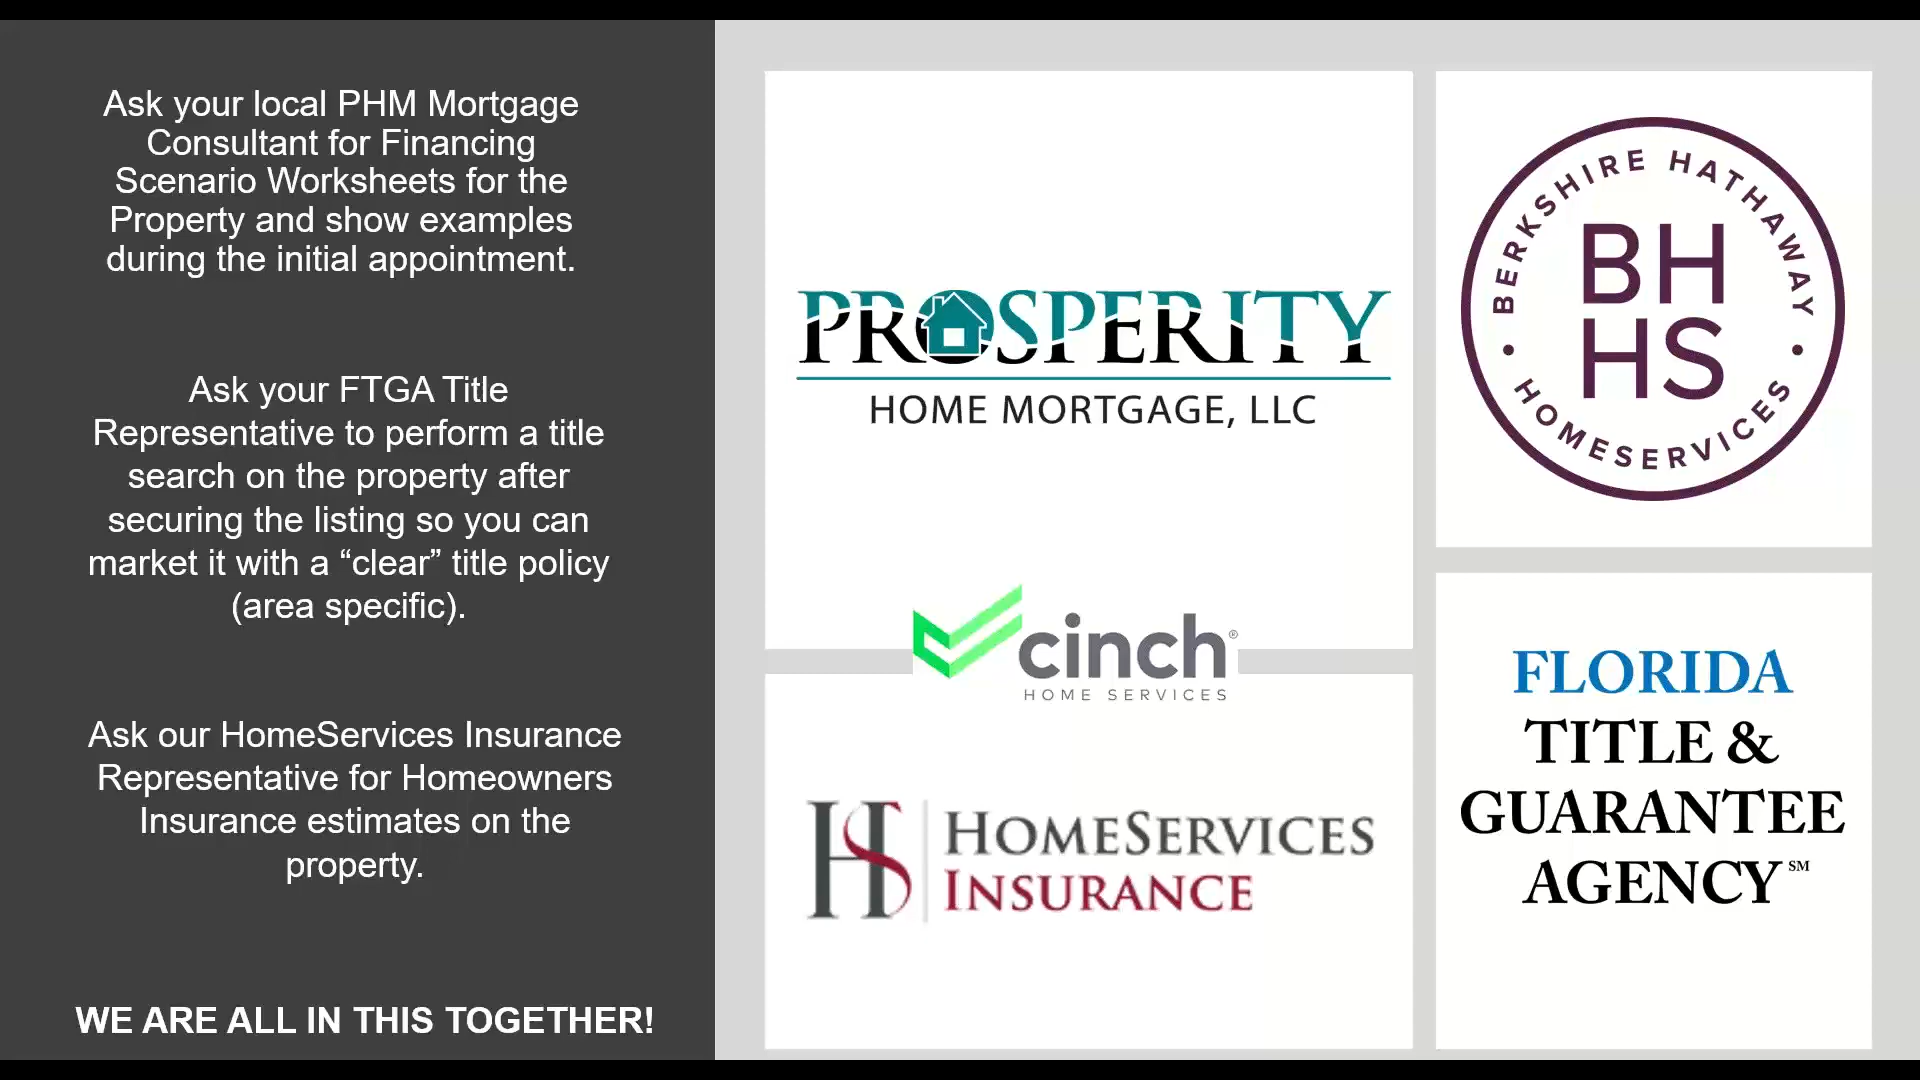 Ask your local PHM Mortgage
Consultant for Financing
Scenario Worksheets for the
Property and show examples
during the initial appointment.
Ask your FTGA Title
Representative to perform a title
search on the property after
securing the listing so you can
market it with a “clear” title policy
(area specific).
Ask our HomeServices Insurance
Representative for Homeowners
Insurance estimates on the
property.
WE ARE ALL IN THIS TOGETHER!
PROSPERITY
HOME MORTGAGE, LLC
cinch®
HOME SERVICES
HS
HOMESERVICES
INSURANCE
BERKSHIRE HATHAWAY
BH
HS
• HOMESERVICES •
FLORIDA
TITLE &
GUARANTEE
AGENCY℠